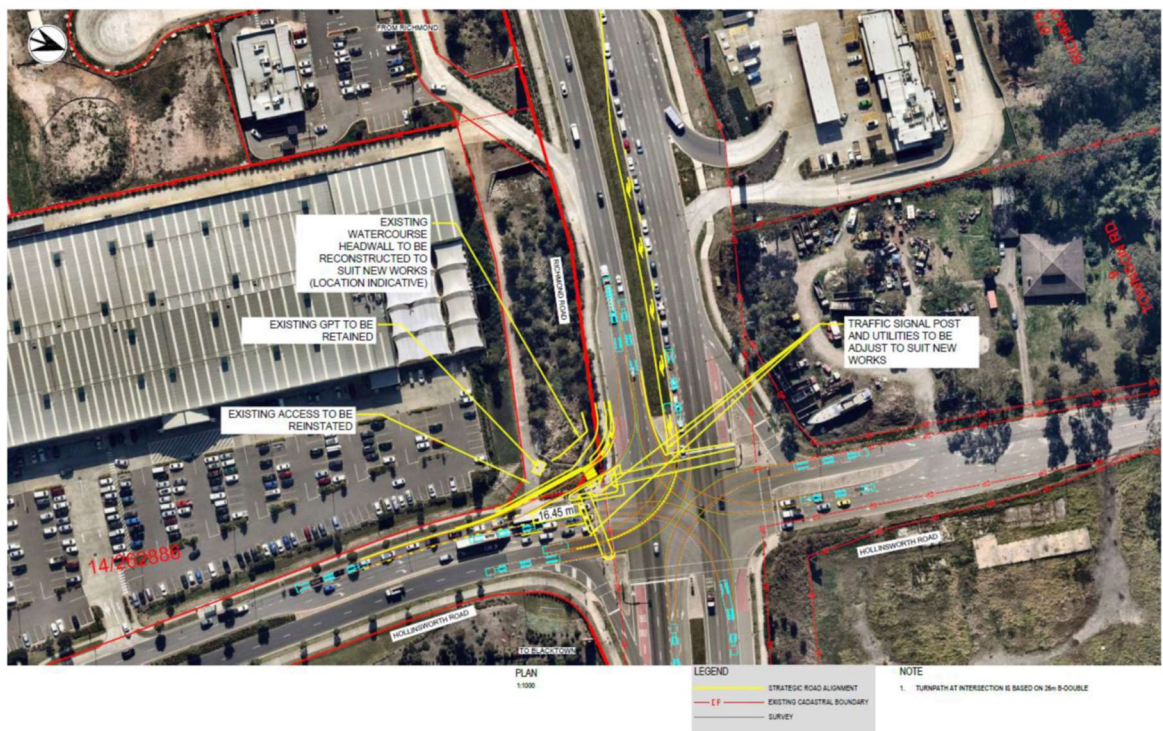 FROM RICHMOND
EXISTING
WATERCOURSE
HEADWALL TO BE
RECONSTRUCTED TO
SUIT NEW WORKS
(LOCATION INDICATIVE)
RICHMOND ROAD
EXISTING GPT TO BE
RETAINED
TRAFFIC SIGNAL POST
AND UTILITIES TO BE
ADJUST TO SUIT NEW
WORKS
EXISTING ACCESS TO BE
REINSTATED
16.45 m
14/262886
HOLLINSWORTH ROAD
HOLLINSWORTH ROAD
TO BLACKTOWN
PLAN
1:1000
LEGEND
STRATEGIC ROAD ALIGNMENT
EXISTING CADASTRAL BOUNDARY
SURVEY
NOTE
1. TURNPATH AT INTERSECTION IS BASED ON 26m B-DOUBLE